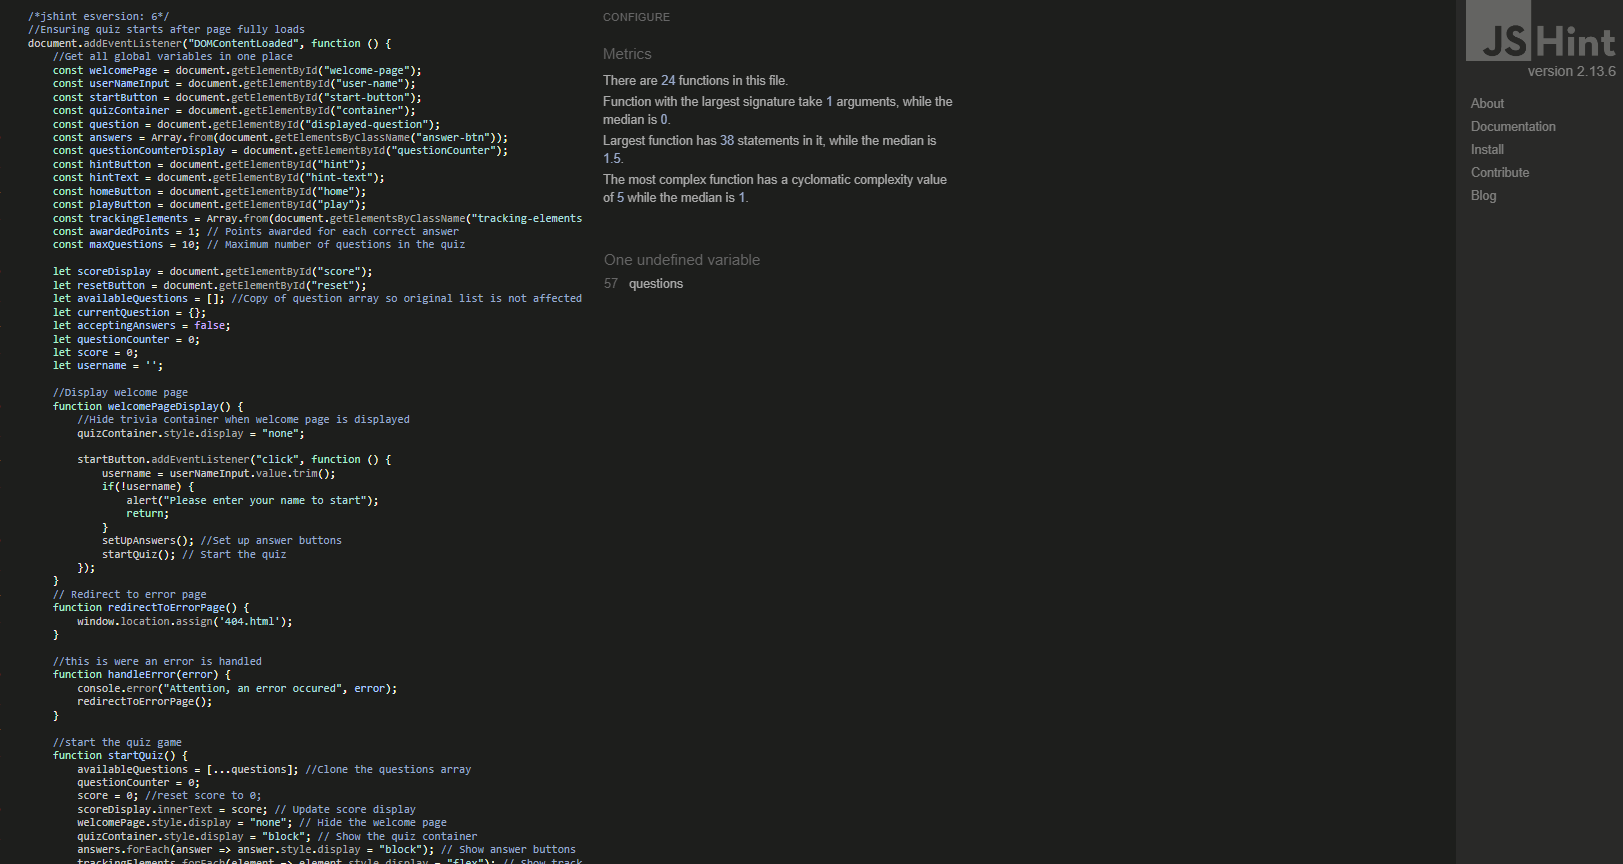 /*jshint esversion: 6*/
//Ensuring quiz starts after page fully loads
document.addEventListener("DOMContentLoaded", function () {
//Get all global variables in one place
const welcomePage = document.getElementById("welcome-page");
const userNameInput = document.getElementById("user-name");
const startButton = document.getElementById("start-button");
const quizContainer = document.getElementById("container");
const question = document.getElementById("displayed-question");
const answers = Array.from(document.getElementsByClassName("answer-btn"));
const questionCounterDisplay = document.getElementById("questionCounter");
const hintButton = document.getElementById("hint");
const hintText = document.getElementById("hint-text");
const homeButton = document.getElementById("home");
const playButton = document.getElementById("play");
const trackingElements = Array.from(document.getElementsByClassName("tracking-elements
const awardedPoints = 1; // Points awarded for each correct answer
const maxQuestions = 10; // Maximum number of questions in the quiz
let scoreDisplay = document.getElementById("score");
let resetButton = document.getElementById("reset");
let availableQuestions = []; //Copy of question array so original list is not affected
let currentQuestion = {};
let acceptingAnswers = false;
let questionCounter = 0;
let score = 0;
let username = '';
//Display welcome page
function welcomePageDisplay() {
//Hide trivia container when welcome page is displayed
quizContainer.style.display = "none";
startButton.addEventListener("click", function () {
username = userNameInput.value.trim();
if(!username) {
alert("Please enter your name to start");
return;
}
setUpAnswers(); //Set up answer buttons
startQuiz(); // Start the quiz
});
}
// Redirect to error page
function redirectToErrorPage() {
window.location.assign('404.html');
}
//this is were an error is handled
function handleError(error) {
console.error("Attention, an error occured", error);
redirectToErrorPage();
}
//start the quiz game
function startQuiz() {
availableQuestions = [...questions]; //Clone the questions array
questionCounter = 0;
score = 0; //reset score to 0;
scoreDisplay.innerText = score; // Update score display
welcomePage.style.display = "none"; // Hide the welcome page
quizContainer.style.display = "block"; // Show the quiz container
answers.forEach(answer => answer.style.display = "block"); // Show answer buttons
trackingElements.forEach(element => element.style.display = "flex"); // Show track
CONFIGURE
Metrics
There are 24 functions in this file.
Function with the largest signature take 1 arguments, while the
median is 0.
Largest function has 38 statements in it, while the median is
1.5.
The most complex function has a cyclomatic complexity value
of 5 while the median is 1.
One undefined variable
57 questions
JSHint
version 2.13.6
About
Documentation
Install
Contribute
Blog